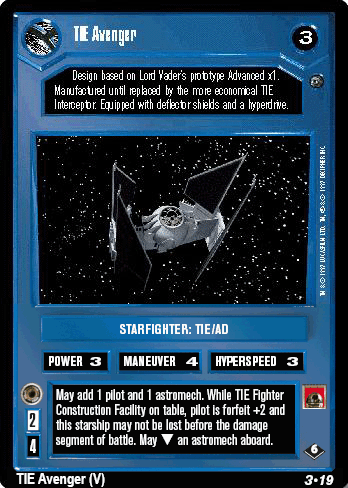 TIE Avenger
3
Design based on Lord Vader's prototype Advanced x1.
Manufactured until replaced by the more economical TIE
Interceptor. Equipped with deflector shields and a hyperdrive.
STARFIGHTER: TIE/AD
POWER 3 MANEUVER 4 HYPERSPEED 3
May add 1 pilot and 1 astromech. While TIE Fighter
Construction Facility on table, pilot is forfeit +2 and
this starship may not be lost before the damage
segment of battle. May ▼ an astromech aboard.
2
4
6
TIE Avenger (V)
3•19